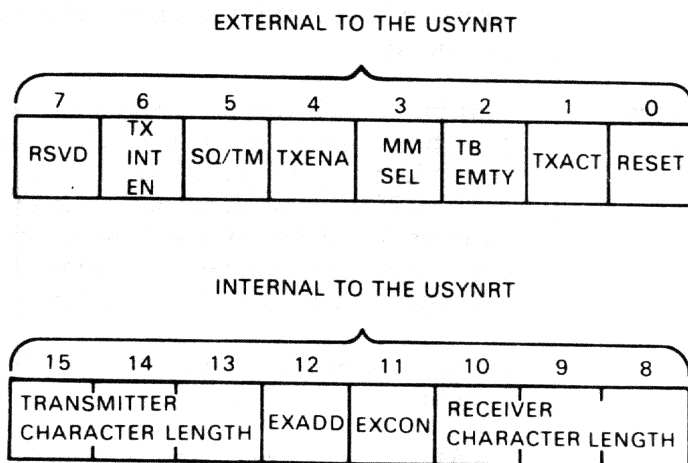 EXTERNAL TO THE USYNRT
7 6 5 4 3 2 1 0
RSVD
TX
INT
EN
SQ/TM
TXENA
MM
SEL
TB
EMTY
TXACT
RESET
INTERNAL TO THE USYNRT
15 14 13 12 11 10 9 8
TRANSMITTER
CHARACTER LENGTH
EXADD
EXCON
RECEIVER
CHARACTER LENGTH